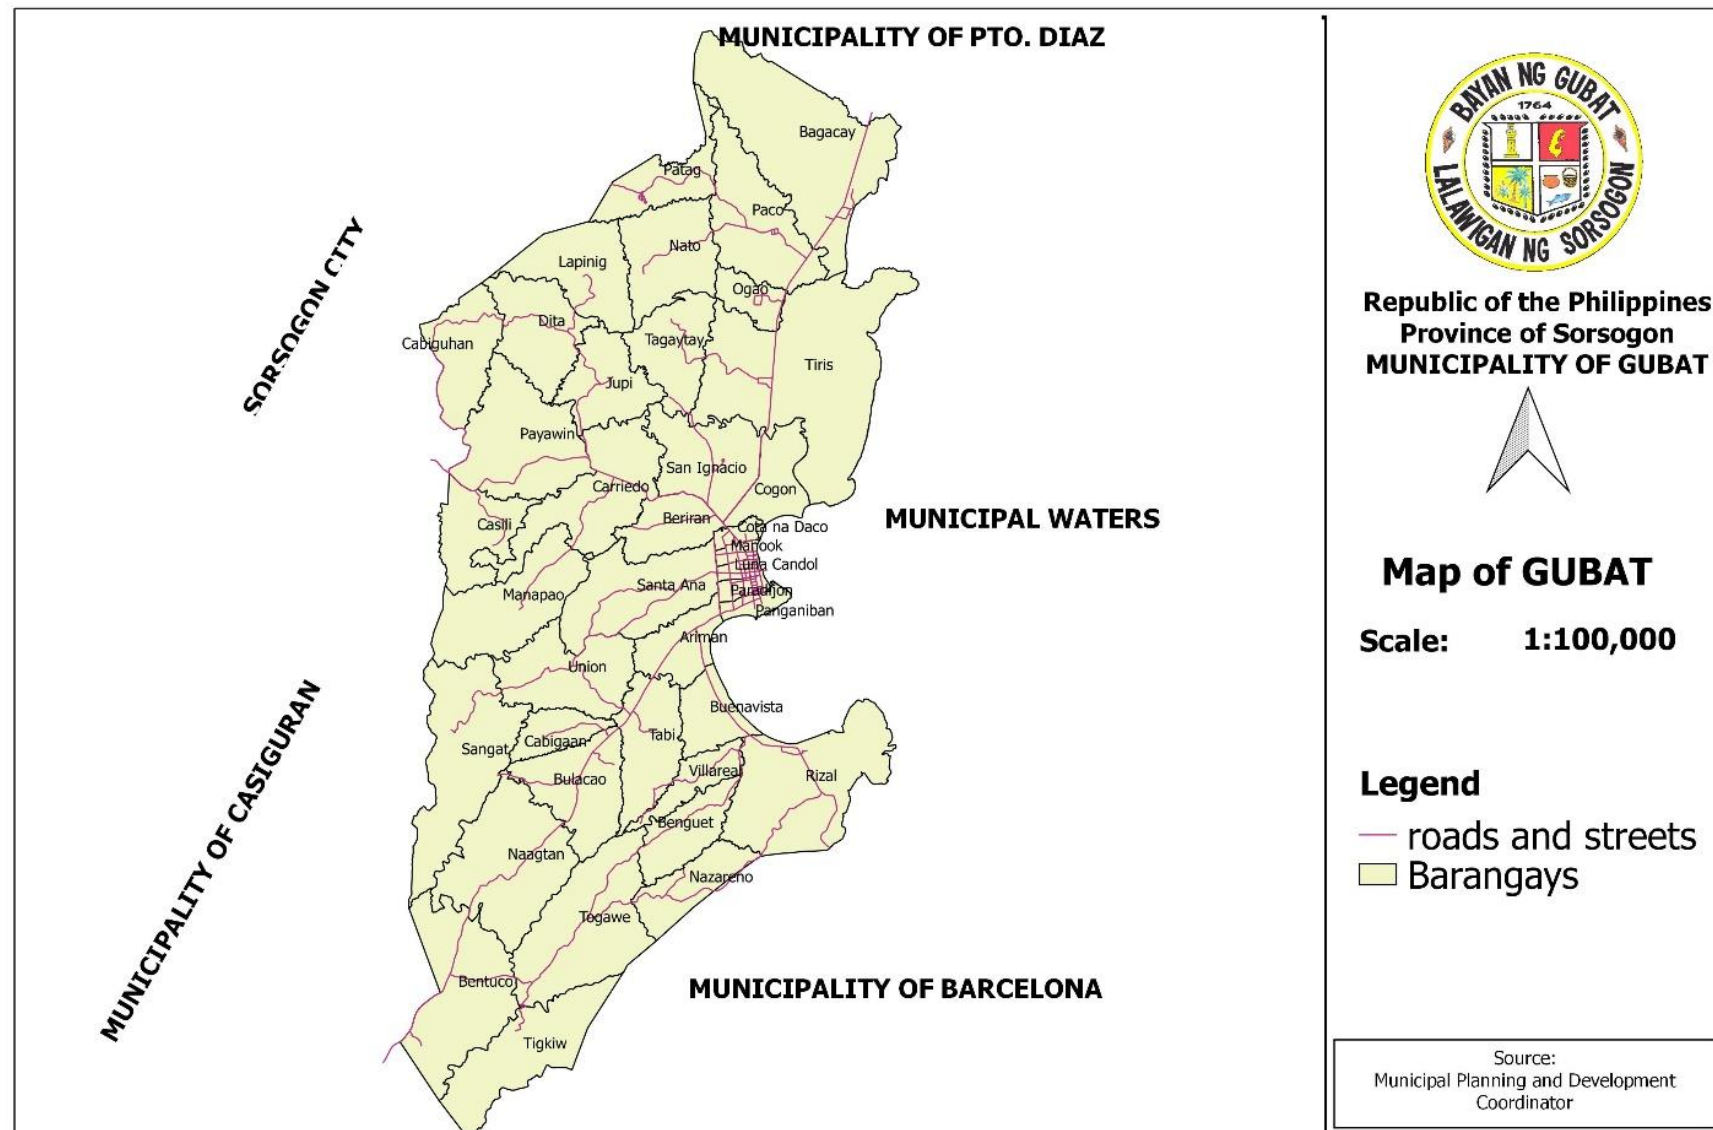 MUNICIPALITY OF PTO. DIAZ
Bagacay
Patag
Paco
Nato
Lapinig
Ogao
Dita
Cabiguhan
Tagaytay
Tiris
Jupi
Payawin
San Ignacio
Carriedo
Cogon
Casili
Beriran
Cota na Daco
Manook
Luna Candol
Santa Ana
Paradijon
Manapao
Panganiban
Ariman
Union
Buenavista
Tabi
Cabigaan
Sangat
Villareal
Rizal
Bulacao
Benguet
Naagtan
Nazareno
Togawe
Bentuco
Tigkiw
SORSOGON CITY
MUNICIPAL WATERS
MUNICIPALITY OF CASIGURAN
MUNICIPALITY OF BARCELONA
BAYAN NG GUBAT
1764
LALAWIGAN NG SORSOGON
Republic of the Philippines
Province of Sorsogon
MUNICIPALITY OF GUBAT
Map of GUBAT
Scale: 1:100,000
Legend
roads and streets
Barangays
Source:
Municipal Planning and Development
Coordinator